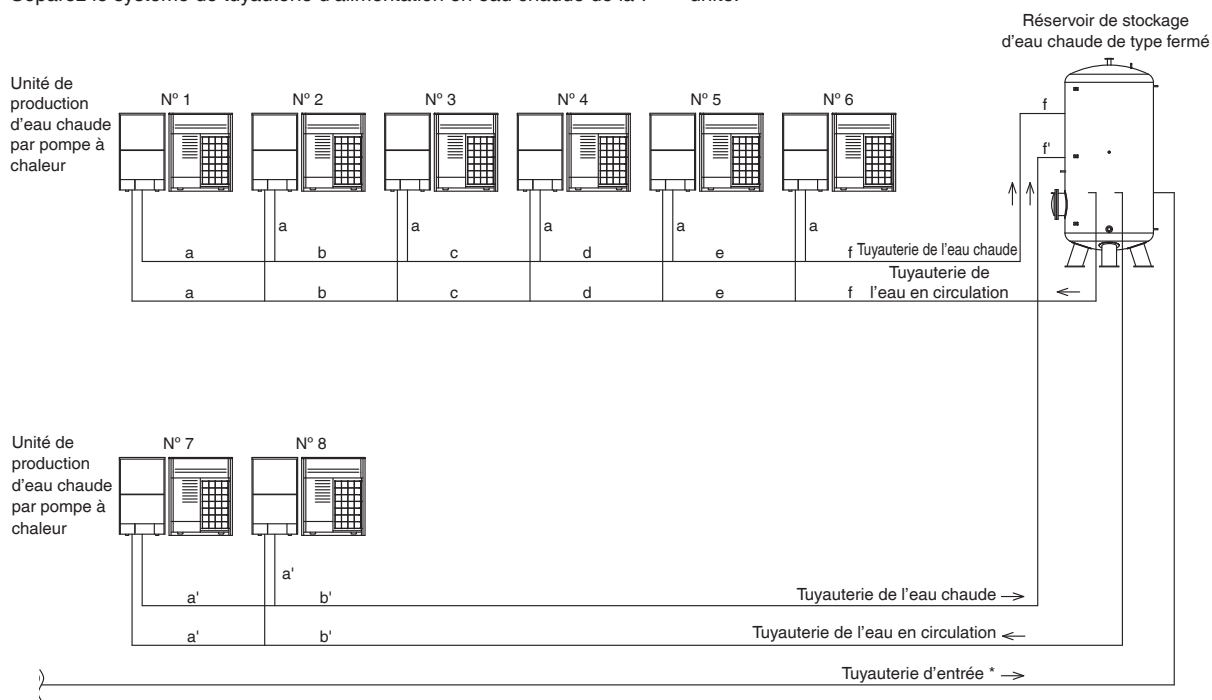 Réservoir de stockage
d'eau chaude de type fermé
Unité de
production
d'eau chaude
par pompe à
chaleur
Nº 1 Nº 2 Nº 3 Nº 4 Nº 5 Nº 6
f
f'
a a a a a
a b c d e f Tuyauterie de l'eau chaude
Tuyauterie de
a b c d e f l'eau en circulation
Unité de
production
d'eau chaude
par pompe à
chaleur
Nº 7 Nº 8
a'
a' b' Tuyauterie de l'eau chaude
a' b' Tuyauterie de l'eau en circulation
Tuyauterie d'entrée *